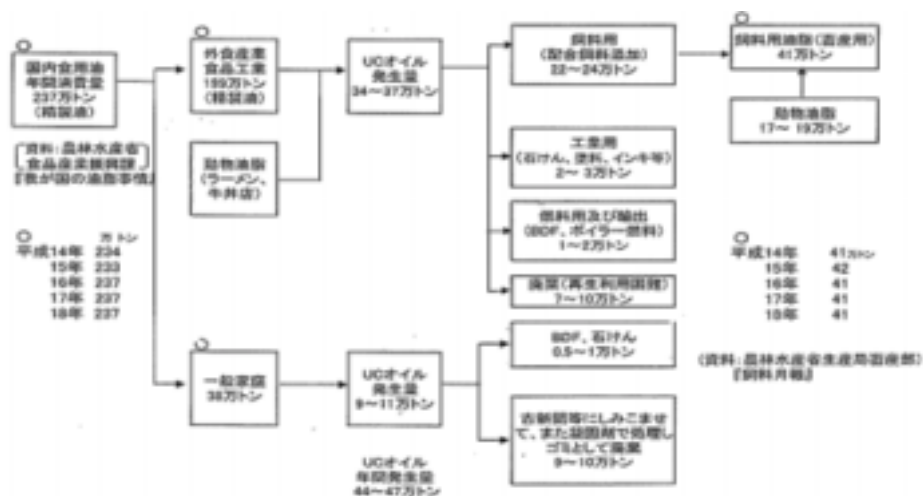 国内食用油
年間消費量
237万トン
(精製油)
(資料:農林水産省
食品産業振興課
『我が国の油脂事情』
外食産業
食品工業
199万トン
(精製油)
動物油脂
(ラーメン、
牛丼店)
UCオイル
発生量
34~37万トン
飼料用
(配合飼料添加)
22~24万トン
飼料用油脂(畜産用)
41万トン
動物油脂
17~ 19万トン
工業用
(石けん、塗料、インキ等)
2~ 3万トン
燃料用及び輸出
(BDF、ボイラー燃料)
1~2万トン
廃棄(再生利用困難)
7~10万トン
万トン
平成14年 234
15年 233
16年 237
17年 237
18年 237
平成14年 41万トン
15年 42
16年 41
17年 41
18年 41
(資料:農林水産省生産局畜産部)
『飼料月報』
一般家庭
38万トン
UCオイル
発生量
9~11万トン
BDF、石けん
0.5~1万トン
古新聞等にしみこませ
て、また凝固剤で処理し
ゴミとして廃棄
9~10万トン
UCオイル
年間発生量
44~47万トン